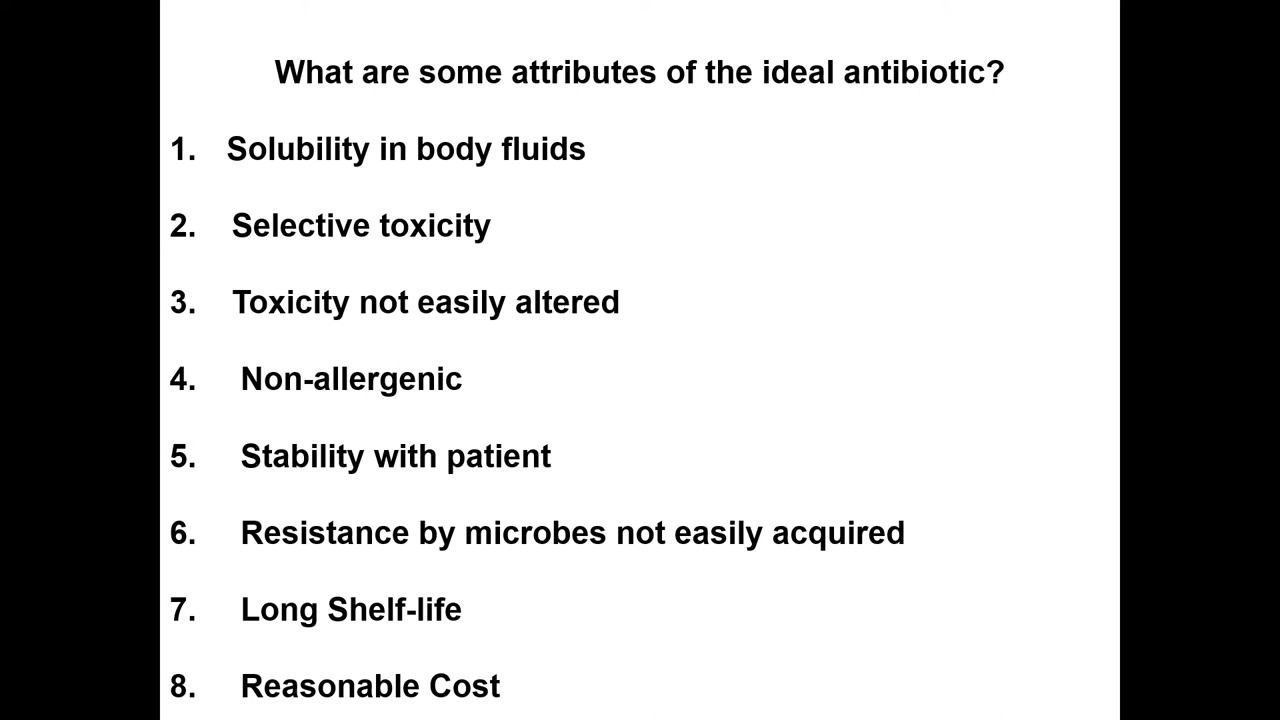 What are some attributes of the ideal antibiotic?
1. Solubility in body fluids
2. Selective toxicity
3. Toxicity not easily altered
4. Non-allergenic
5. Stability with patient
6. Resistance by microbes not easily acquired
7. Long Shelf-life
8. Reasonable Cost